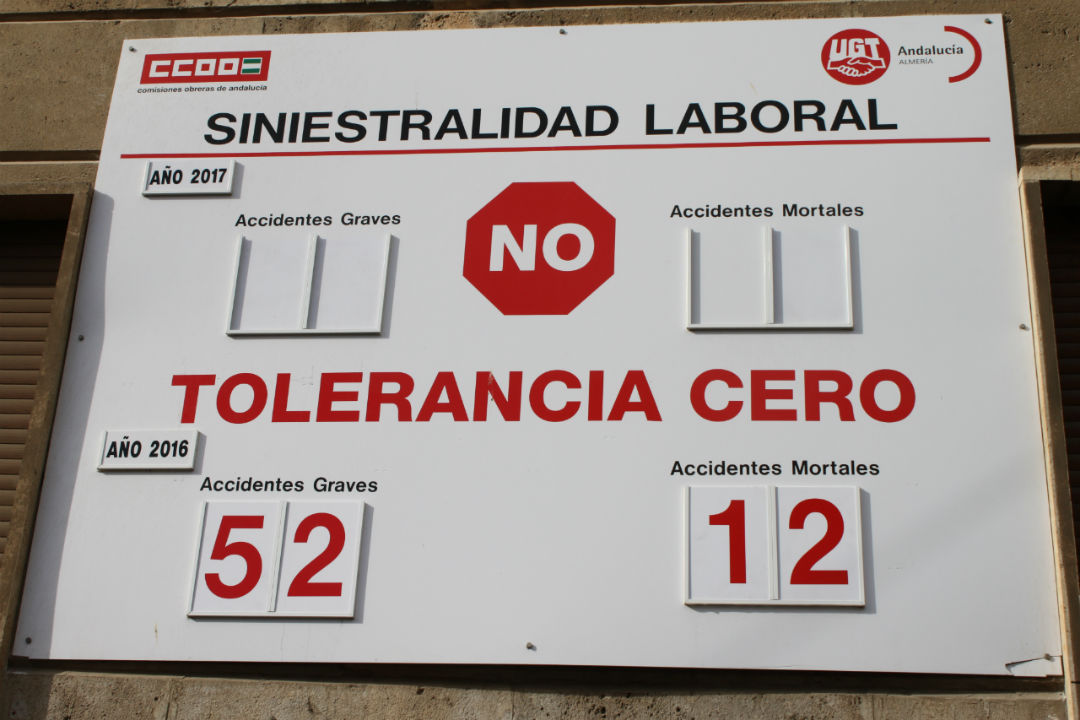 CCOO
comisiones obreras de andalucía
UGT
Andalucía
ALMERÍA
SINIESTRALIDAD LABORAL
AÑO 2017
Accidentes Graves
NO
Accidentes Mortales
TOLERANCIA CERO
AÑO 2016
Accidentes Graves
Accidentes Mortales
52
12